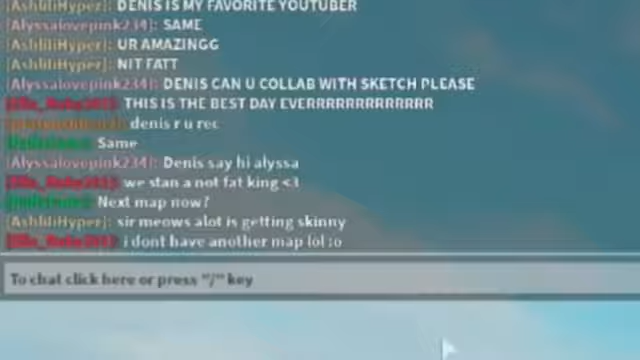 [AshliiHyper]: DENIS IS MY FAVORITE YOUTUBER
[Alyssalovepink234]: SAME
[AshliiHyper]: UR AMAZINGG
[AshliiHyper]: NIT FATT
[Alyssalovepink234]: DENIS CAN U COLLAB WITH SKETCH PLEASE
THIS IS THE BEST DAY EVERRRRRRRRRRRRR
denis r u rec
Same
[Alyssalovepink234]: Denis say hi alyssa
we stan a not fat king <3
Next map now?
[AshliiHyper]: sir meows alot is getting skinny
i dont have another map lol :o
To chat click here or press "/" key